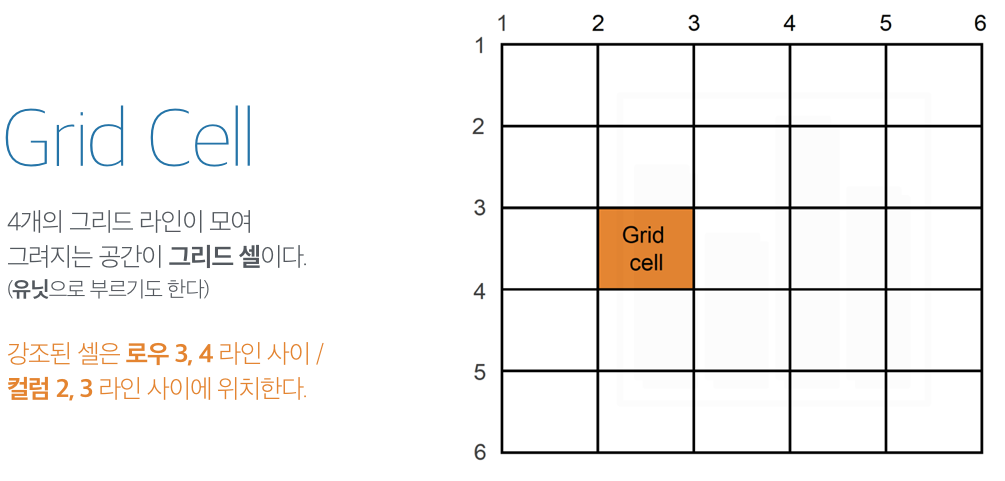 Grid Cell
4개의 그리드 라인이 모여
그려지는 공간이 그리드 셀이다.
(유닛으로 부르기도 한다)
강조된 셀은 로우 3, 4 라인 사이 /
컬럼 2, 3 라인 사이에 위치한다.
1 2 3 4 5 6
1
2
3
Grid
cell
4
5
6